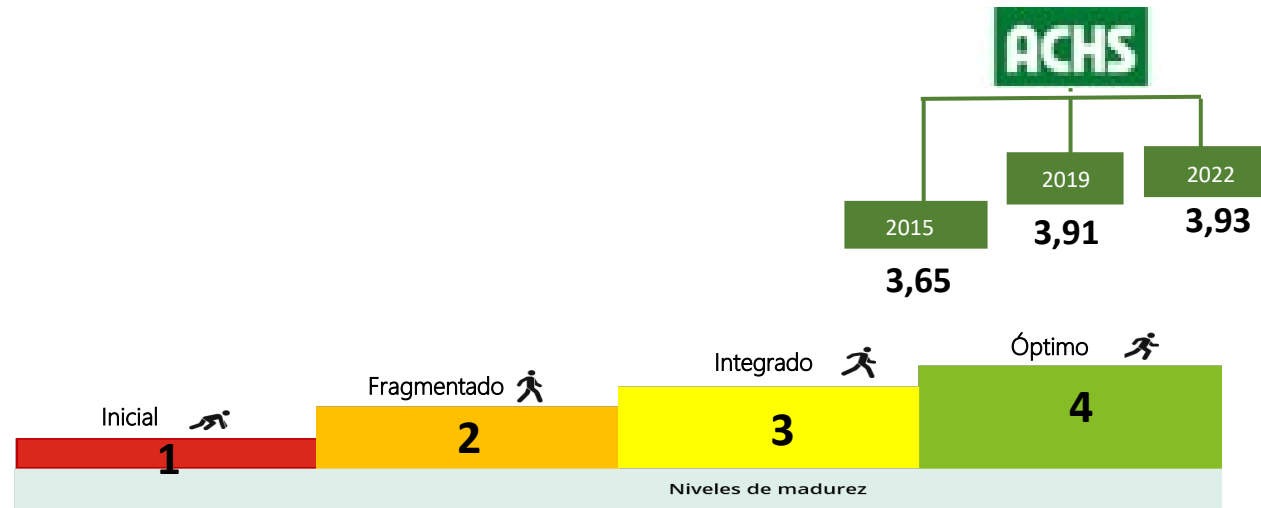 ACHS
2015
3,65
2019
3,91
2022
3,93
Inicial
1
Fragmentado
2
Integrado
3
Óptimo
4
Niveles de madurez